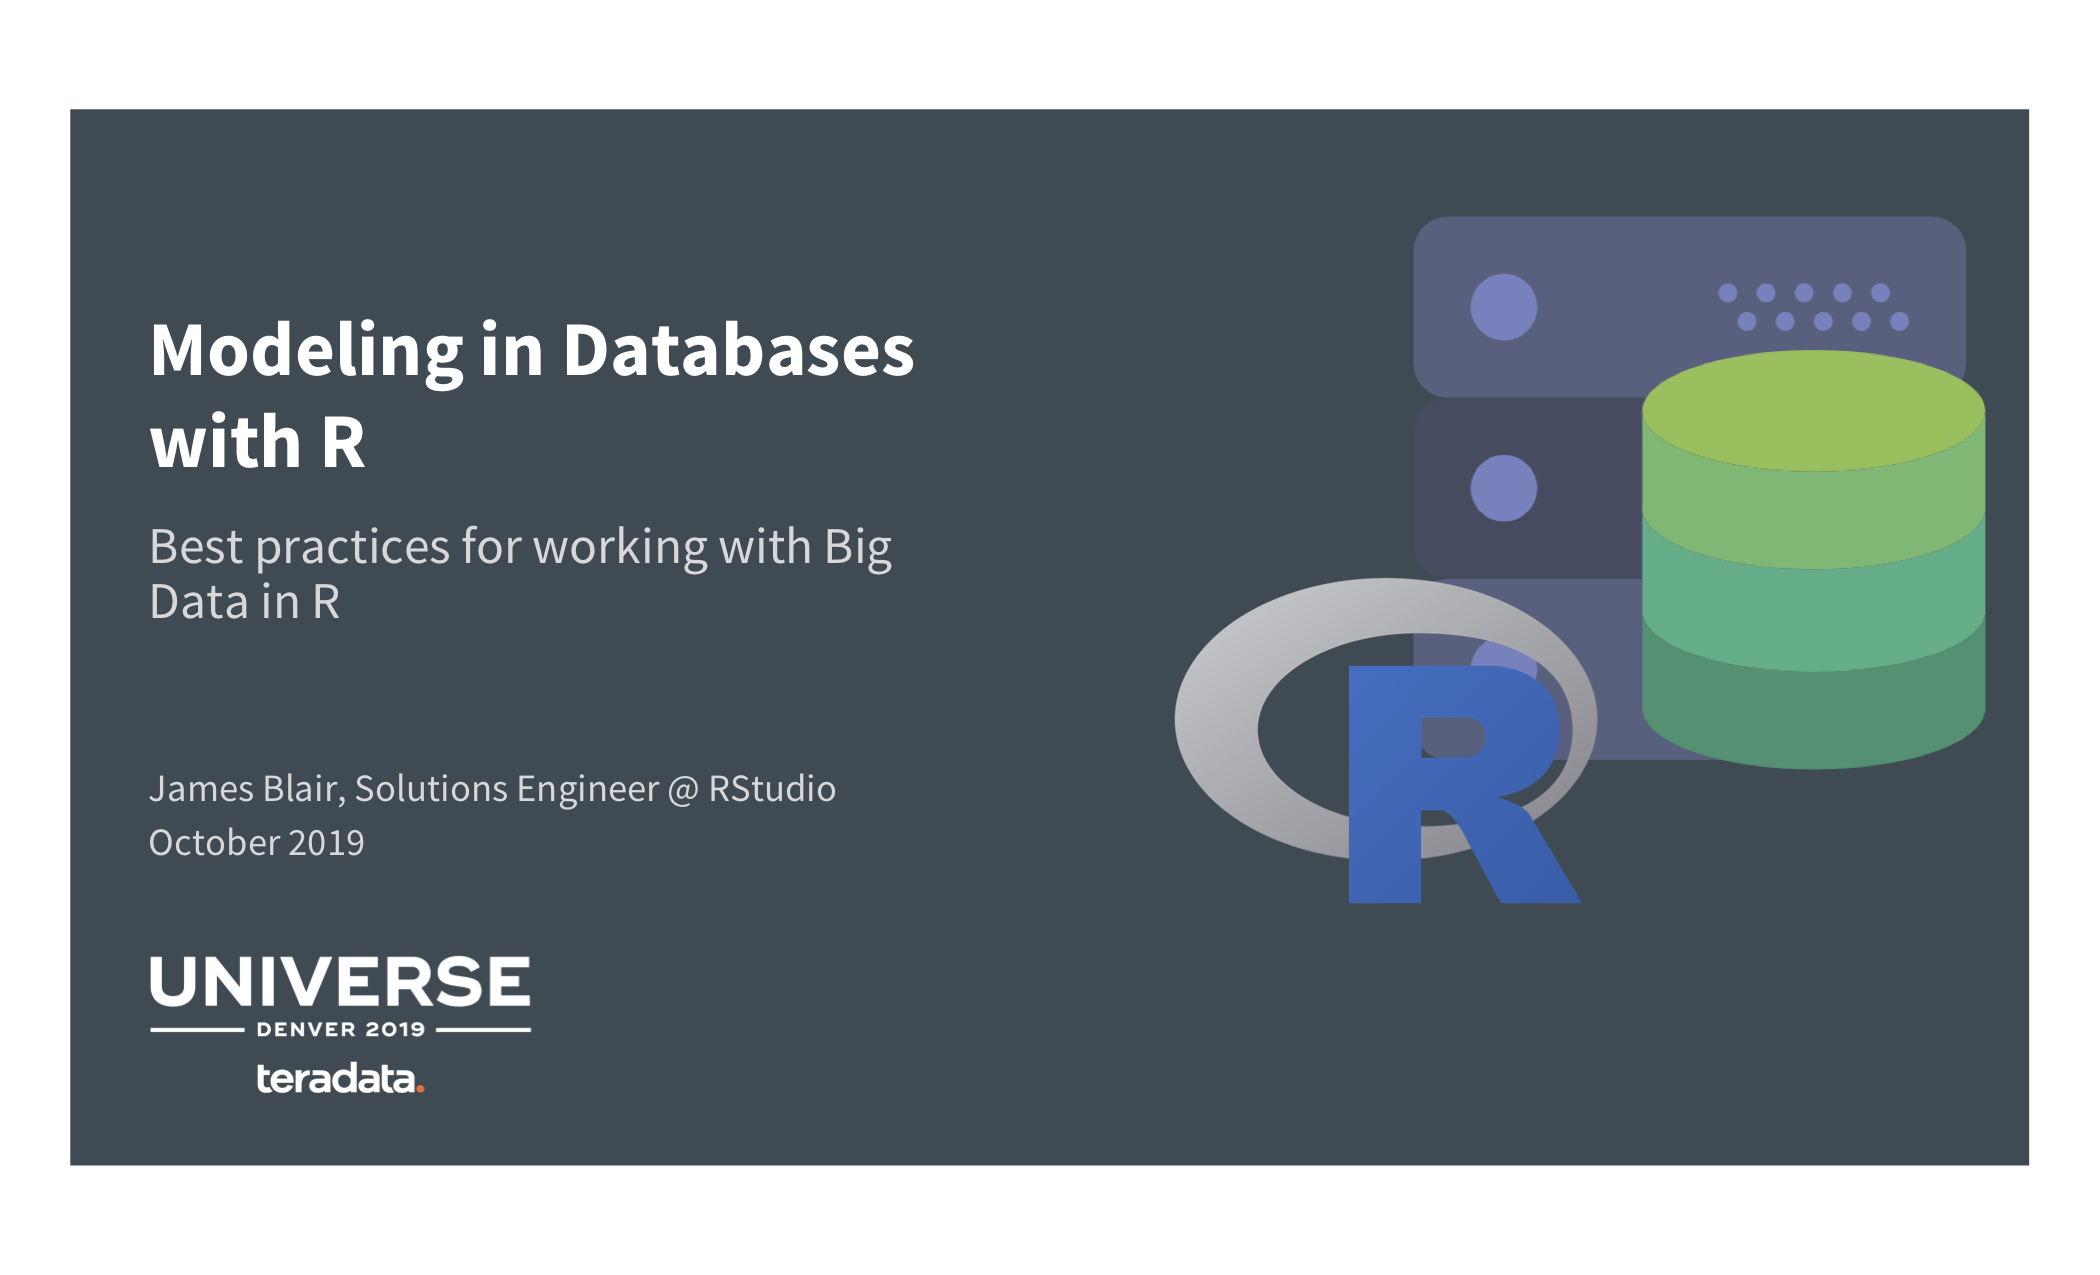 Modeling in Databases
with R
Best practices for working with Big
Data in R
James Blair, Solutions Engineer @ RStudio
October 2019
UNIVERSE
DENVER 2019
teradata.
R